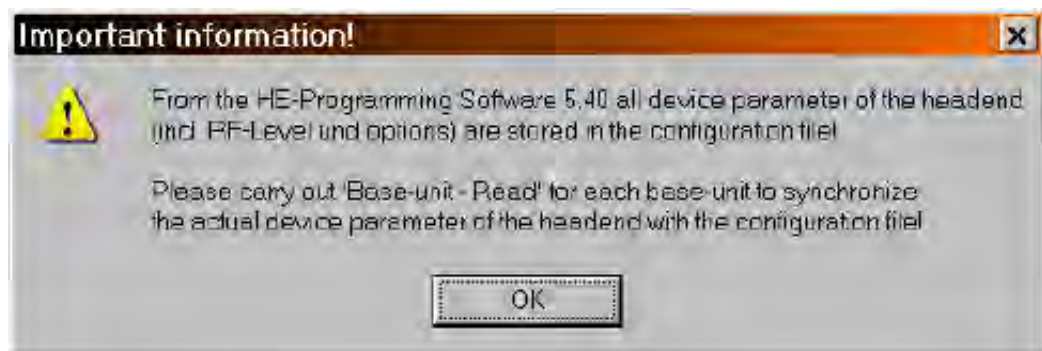 Important information!
From the HE-Programming Software 5.40 all device parameter of the headend
(incl. RF-Level und options) are stored in the configuration file!
Please carry out 'Base-unit - Read' for each base-unit to synchronize
the actual device parameter of the headend with the configuration file!
OK